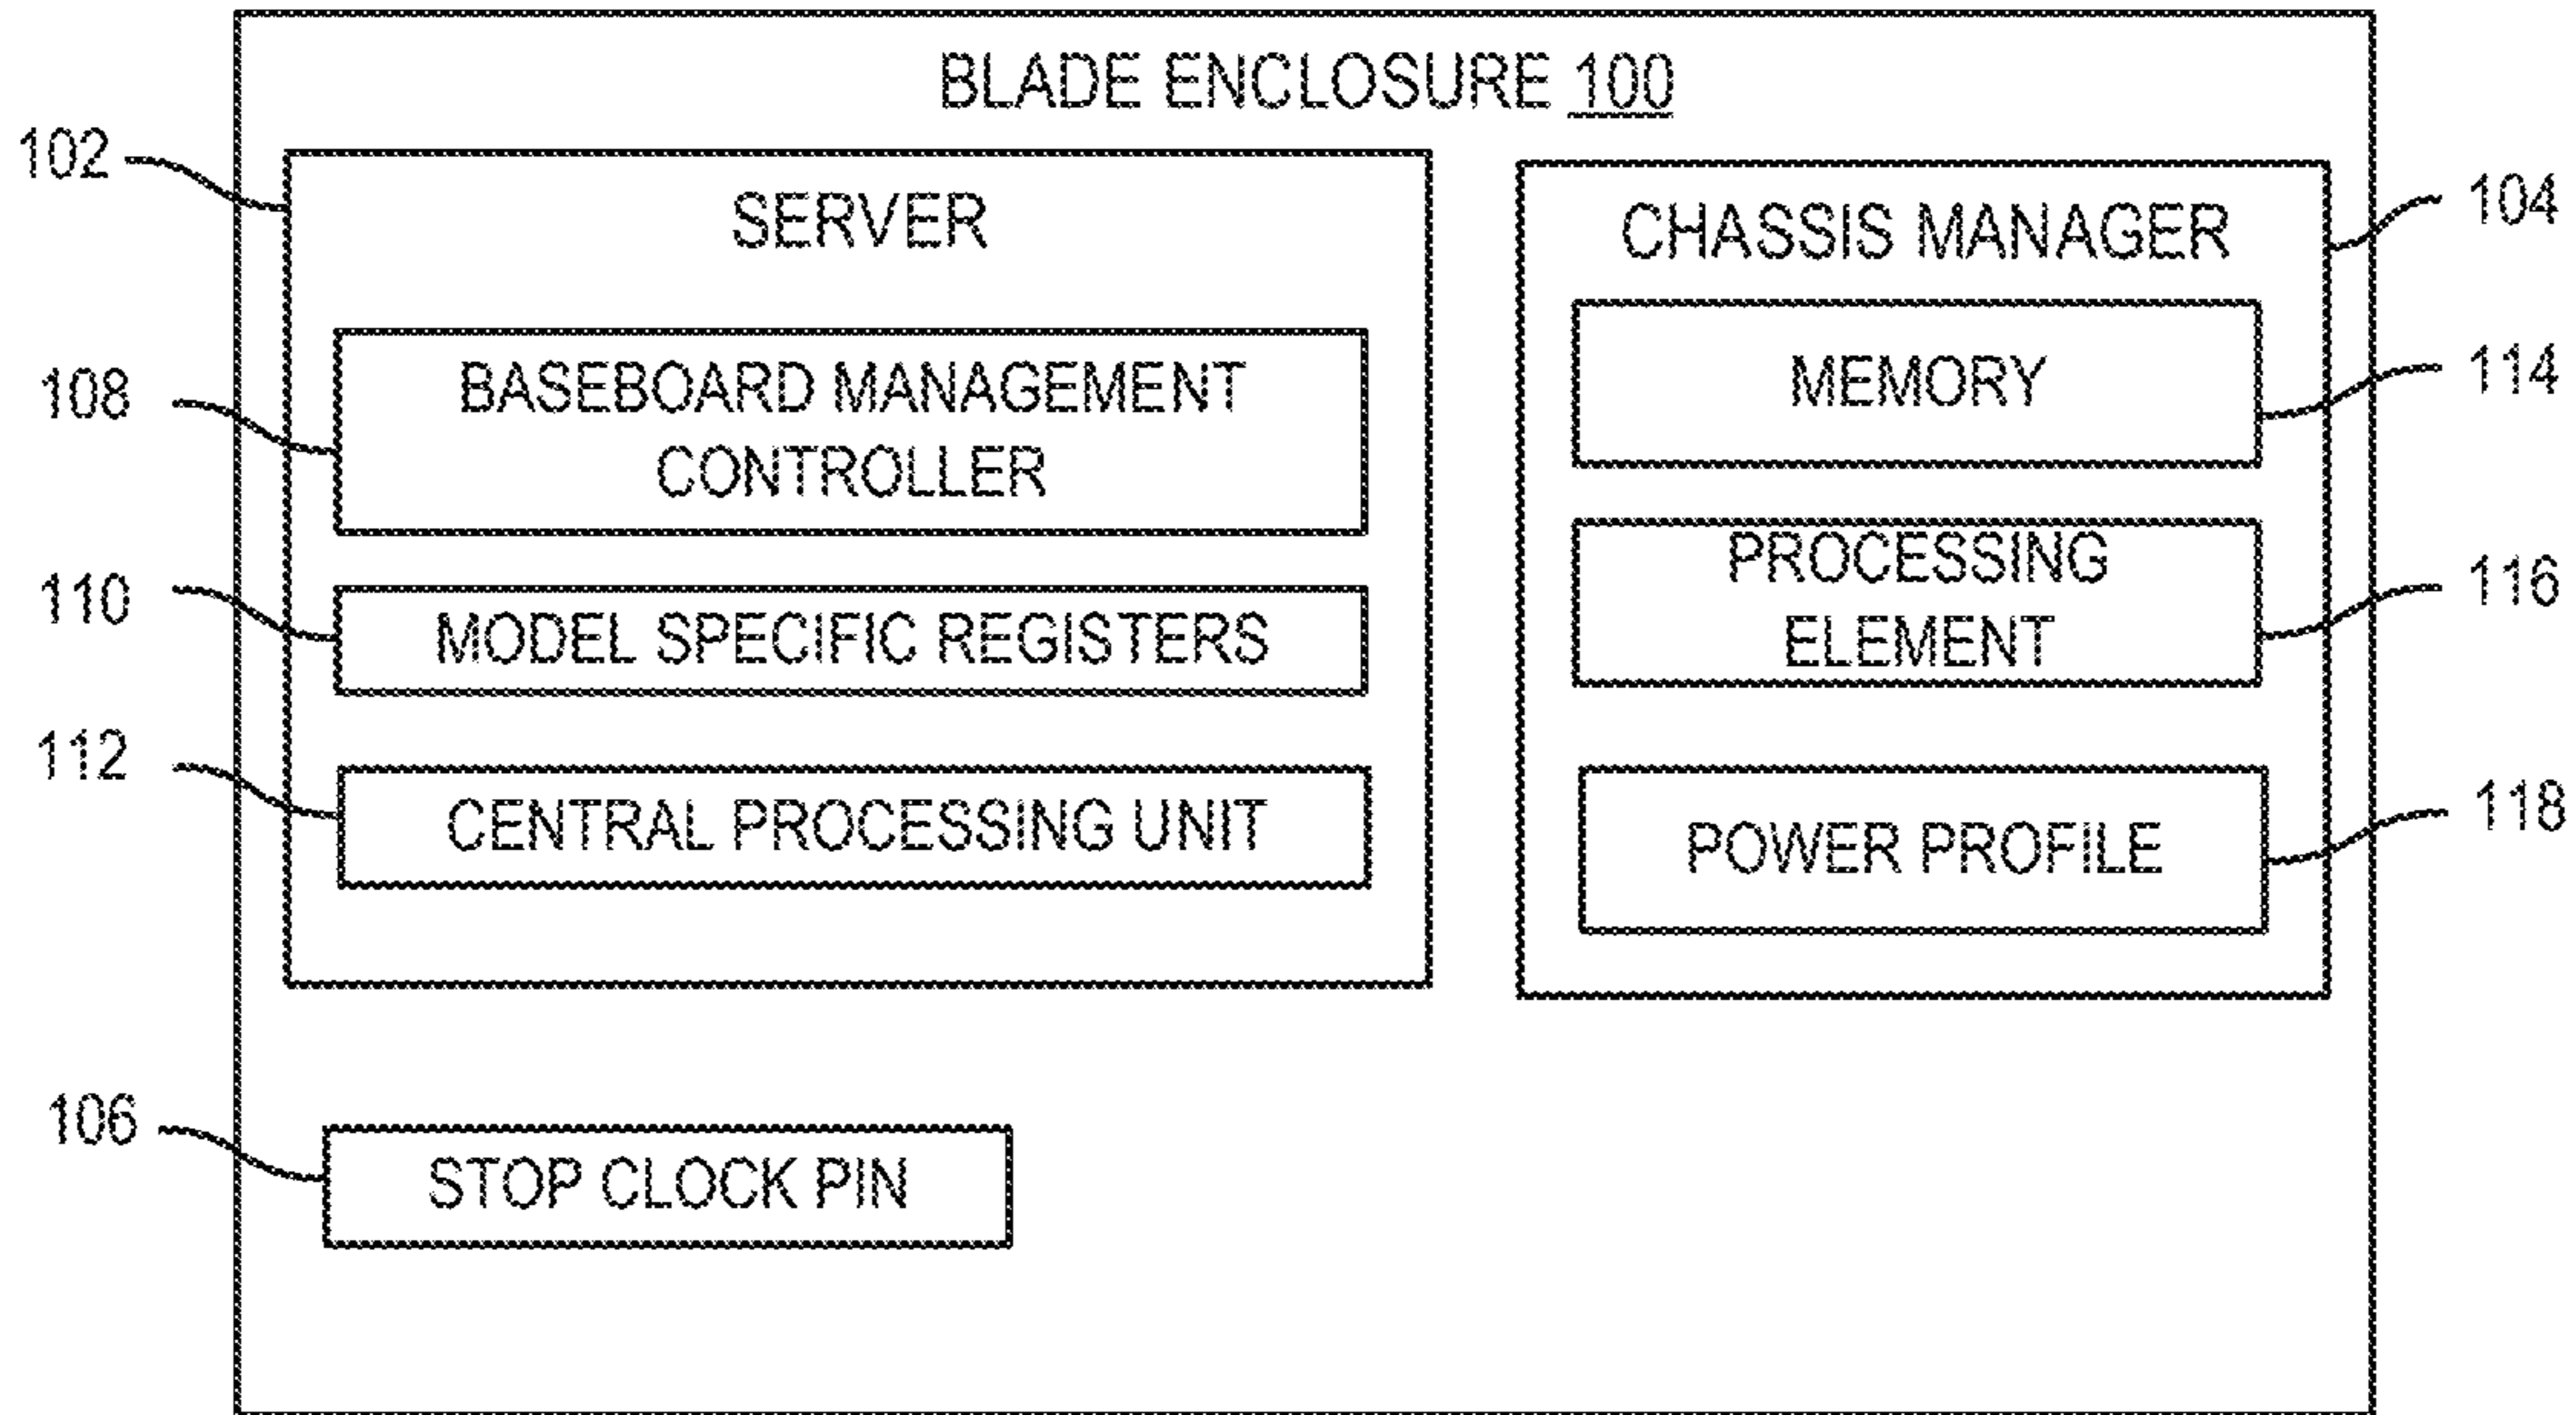 BLADE ENCLOSURE 100
102
SERVER
108
BASEBOARD MANAGEMENT
CONTROLLER
110
MODEL SPECIFIC REGISTERS
112
CENTRAL PROCESSING UNIT
CHASSIS MANAGER
104
MEMORY
114
PROCESSING
ELEMENT
116
POWER PROFILE
118
106
STOP CLOCK PIN